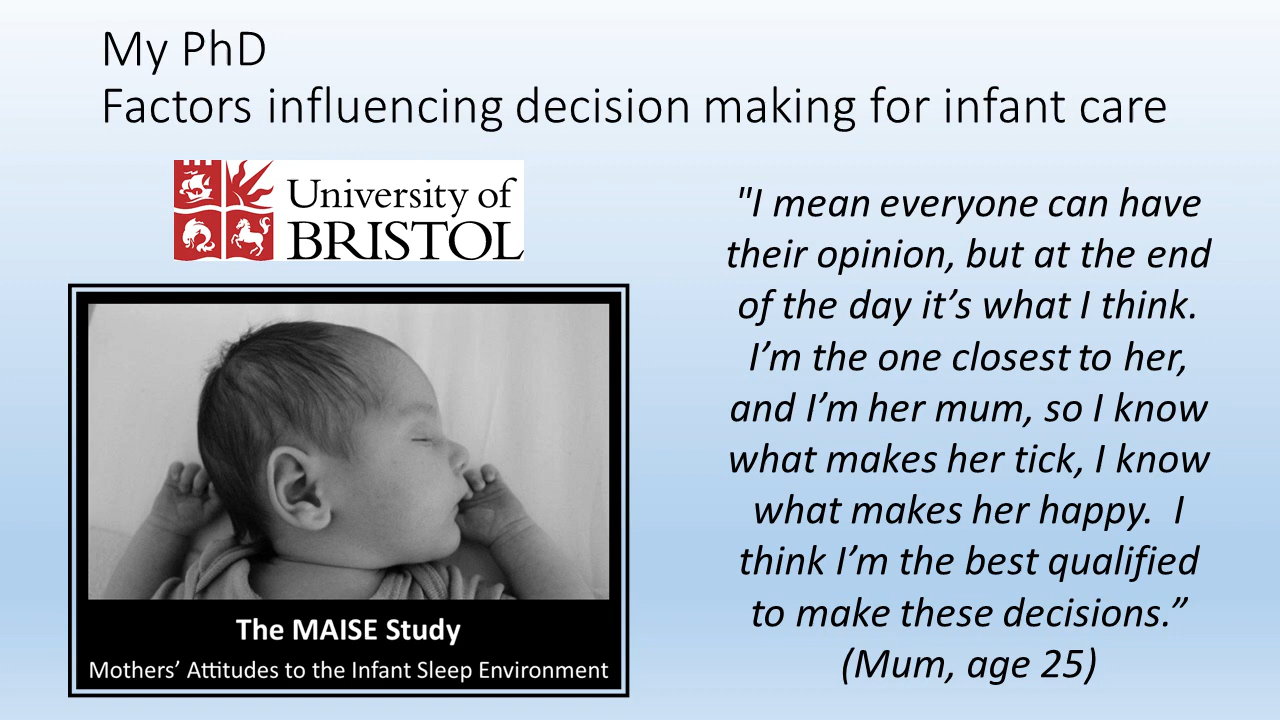 My PhD
Factors influencing decision making for infant care
University of
BRISTOL
The MAISE Study
Mothers’ Attitudes to the Infant Sleep Environment
"I mean everyone can have
their opinion, but at the end
of the day it’s what I think.
I’m the one closest to her,
and I’m her mum, so I know
what makes her tick, I know
what makes her happy.  I
think I’m the best qualified
to make these decisions.”
(Mum, age 25)